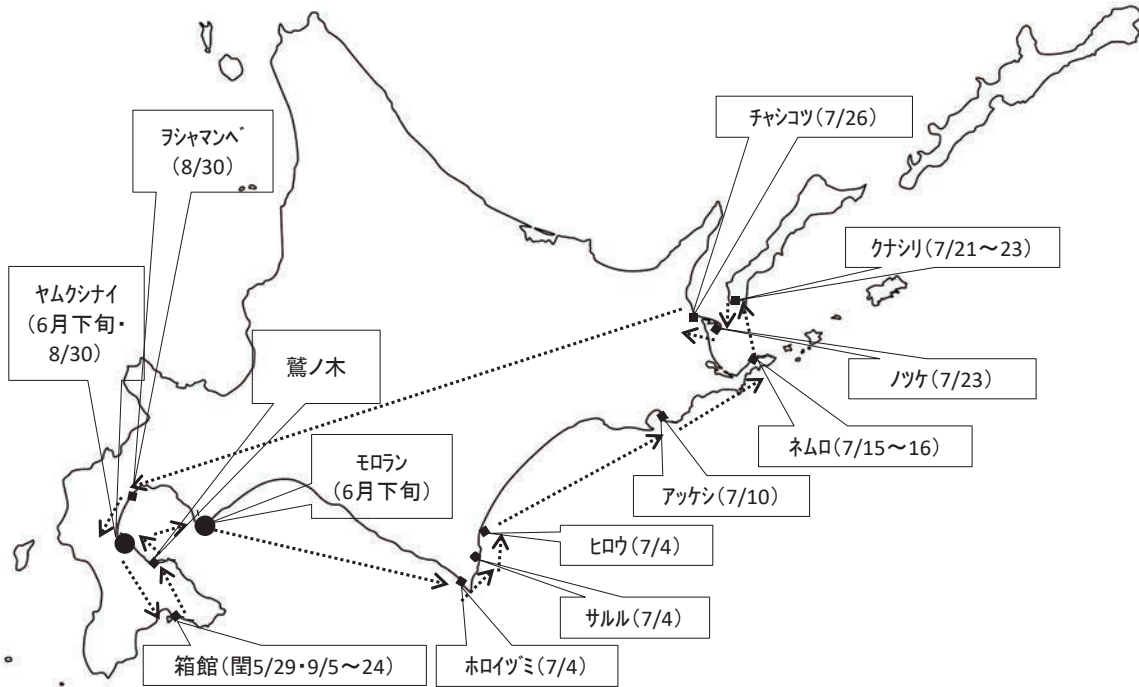 チャシコツ(7/26)
ヲシャマンベ
(8/30)
クナシリ(7/21～23)
ヤムクシナイ
(6月下旬・
8/30)
鷲ノ木
ノツケ(7/23)
ネムロ(7/15～16)
モロラン
(6月下旬)
アッケシ(7/10)
ヒロウ(7/4)
サルル(7/4)
箱館(閏5/29・9/5～24)
ホロイヅミ(7/4)